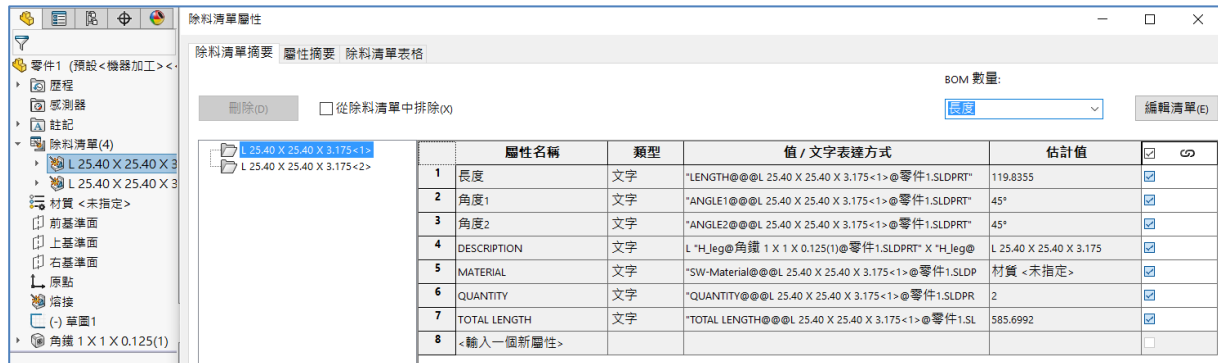 除料清單屬性
零件1 (預設<機器加工><
歷程
感測器
註記
除料清單(4)
L 25.40 X 25.40 X 3
L 25.40 X 25.40 X 3
材質 <未指定>
前基準面
上基準面
右基準面
原點
熔接
(-) 草圖1
角鐵 1 X 1 X 0.125(1)
除料清單摘要 屬性摘要 除料清單表格
BOM 數量:
刪除(D) 從除料清單中排除(X) 長度 編輯清單(E)
L 25.40 X 25.40 X 3.175<1>
L 25.40 X 25.40 X 3.175<2>
屬性名稱 類型 值 / 文字表達方式 估計值
1 長度 文字 "LENGTH@@@L 25.40 X 25.40 X 3.175<1>@零件1.SLDPRT" 119.8355
2 角度1 文字 "ANGLE1@@@L 25.40 X 25.40 X 3.175<1>@零件1.SLDPRT" 45°
3 角度2 文字 "ANGLE2@@@L 25.40 X 25.40 X 3.175<1>@零件1.SLDPRT" 45°
4 DESCRIPTION 文字 L "H_leg@角鐵 1 X 1 X 0.125(1)@零件1.SLDPRT" X "H_leg@ L 25.40 X 25.40 X 3.175
5 MATERIAL 文字 "SW-Material@@@L 25.40 X 25.40 X 3.175<1>@零件1.SLDP 材質 <未指定>
6 QUANTITY 文字 "QUANTITY@@@L 25.40 X 25.40 X 3.175<1>@零件1.SLDPR 2
7 TOTAL LENGTH 文字 "TOTAL LENGTH@@@L 25.40 X 25.40 X 3.175<1>@零件1.SL 585.6992
8 <輸入一個新屬性>